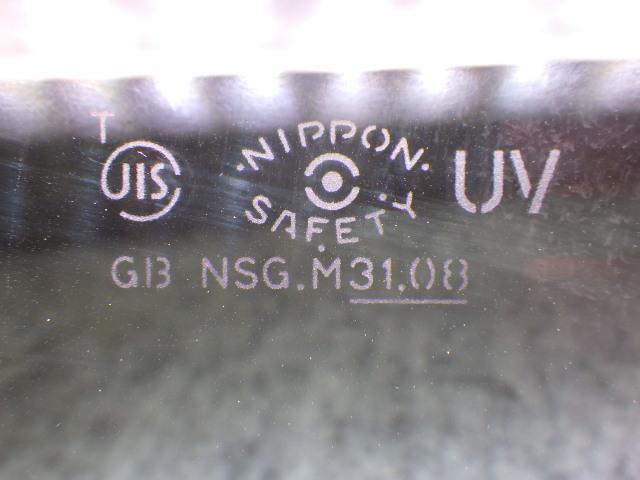 T
JIS
NIPPON
SAFETY
UV
GB NSG.M31.08